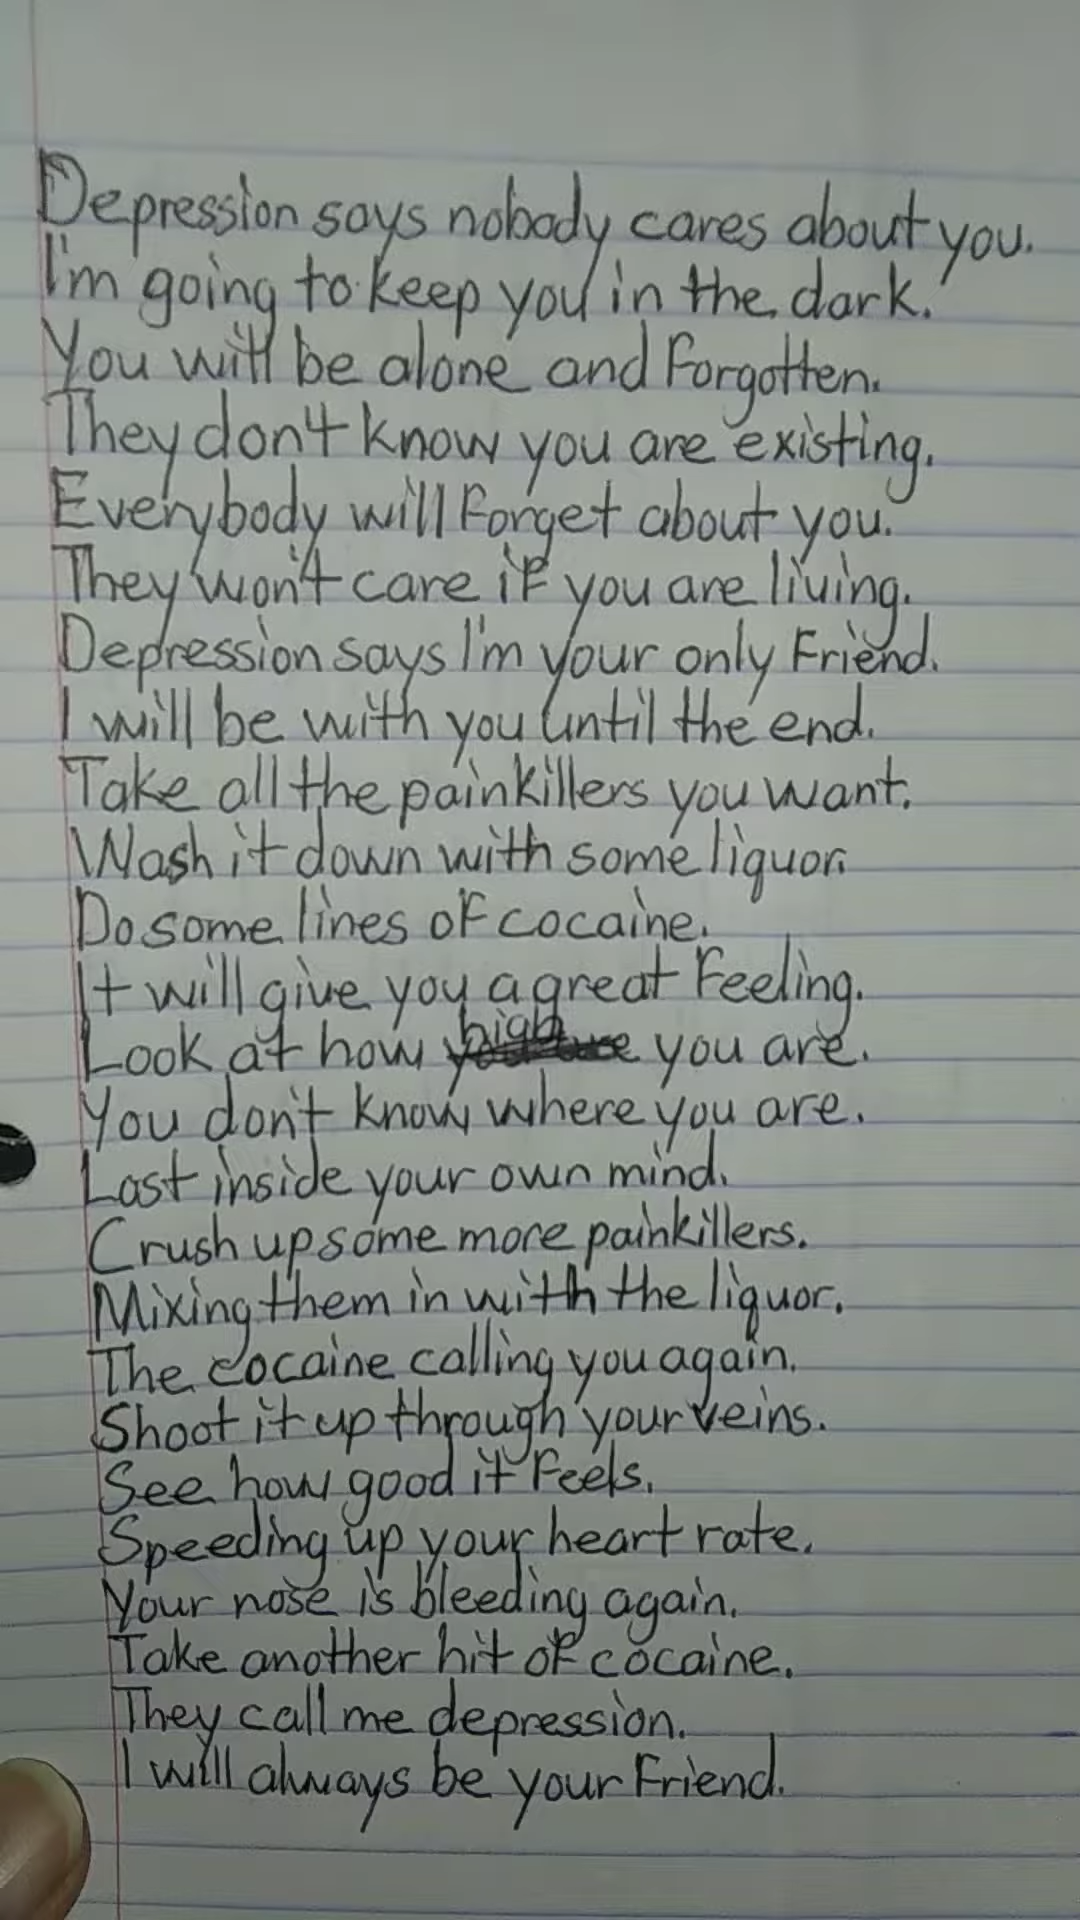 Depression says nobody cares about you.
I'm going to keep you in the dark.
You will be alone and forgotten.
They don't know you are existing.
Everybody will forget about you.
They won't care if you are living.
Depression says I'm your only friend.
I will be with you until the end.
Take all the painkillers you want.
Wash it down with some liquor.
Do some lines of cocaine.
It will give you a great feeling.
Look at how high you are.
You don't know where you are.
Lost inside your own mind.
Crush up some more painkillers.
Mixing them in with the liquor.
The cocaine calling you again.
Shoot it up through your veins.
See how good it feels.
Speeding up your heart rate.
Your nose is bleeding again.
Take another hit of cocaine.
They call me depression.
I will always be your friend.